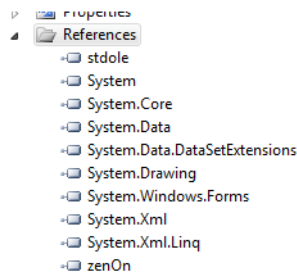 Properties
References
stdole
System
System.Core
System.Data
System.Data.DataSetExtensions
System.Drawing
System.Windows.Forms
System.Xml
System.Xml.Linq
zenOn